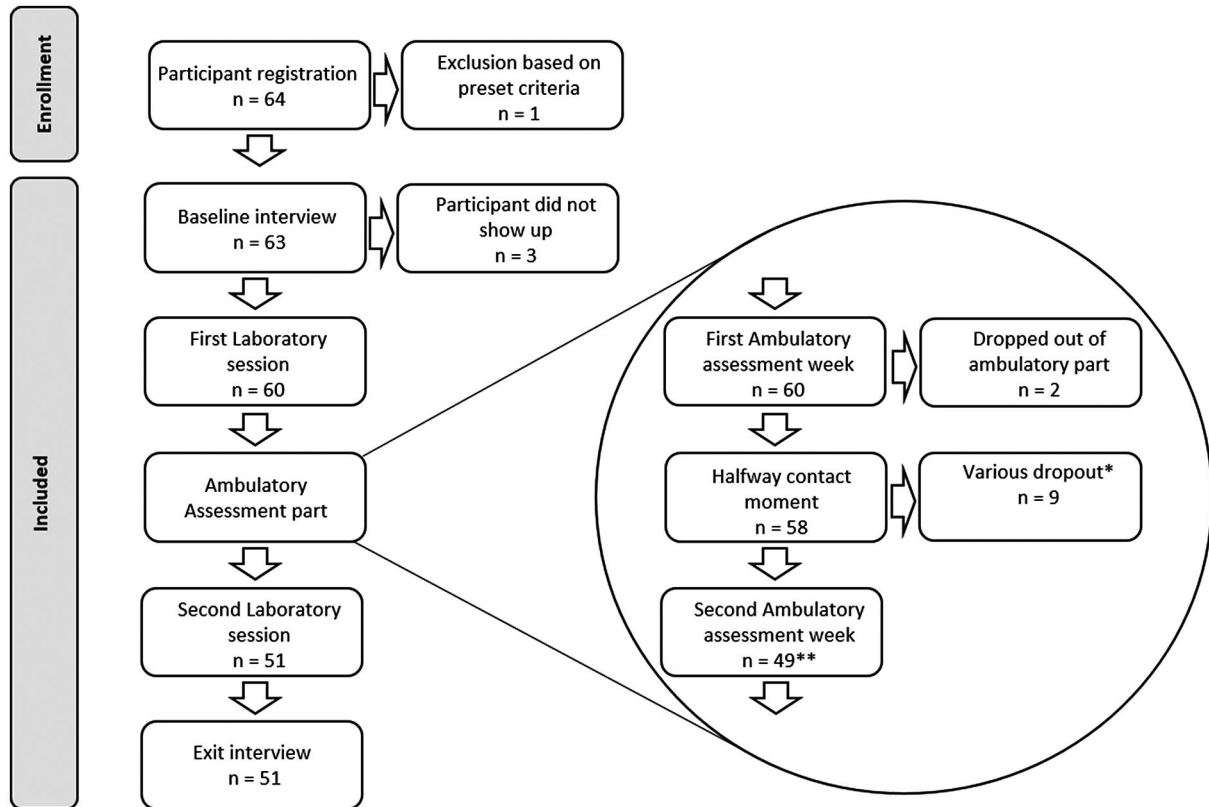 Enrollment
Participant registration
n = 64
Exclusion based on
preset criteria
n = 1
Included
Baseline interview
n = 63
Participant did not
show up
n = 3
First Laboratory
session
n = 60
Ambulatory
Assessment part
Second Laboratory
session
n = 51
Exit interview
n = 51
First Ambulatory
assessment week
n = 60
Dropped out of
ambulatory part
n = 2
Halfway contact
moment
n = 58
Various dropout*
n = 9
Second Ambulatory
assessment week
n = 49**